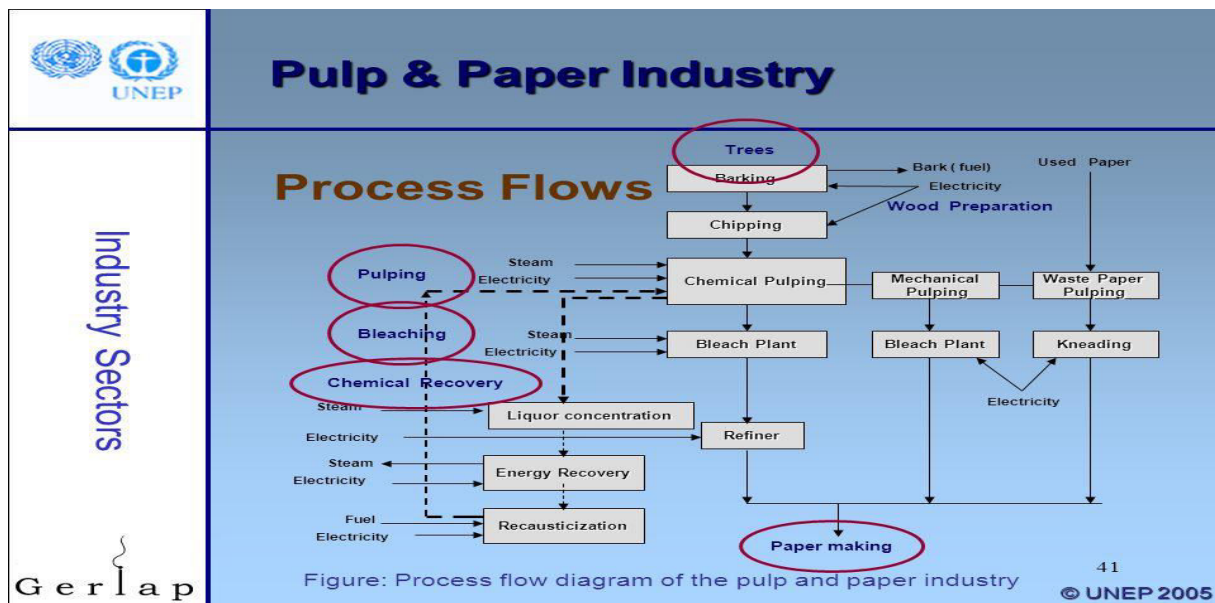 UNEP
Pulp & Paper Industry
Industry Sectors
Gerlap
Process Flows
Trees
Barking
Bark ( fuel)
Used Paper
Electricity
Wood Preparation
Chipping
Pulping
Steam
Electricity
Chemical Pulping
Mechanical
Pulping
Waste Paper
Pulping
Bleaching
Steam
Electricity
Bleach Plant
Bleach Plant
Kneading
Chemical Recovery
Electricity
Steam
Liquor concentration
Electricity
Refiner
Steam
Electricity
Energy Recovery
Fuel
Electricity
Recausticization
Paper making
Figure: Process flow diagram of the pulp and paper industry
41
© UNEP 2005